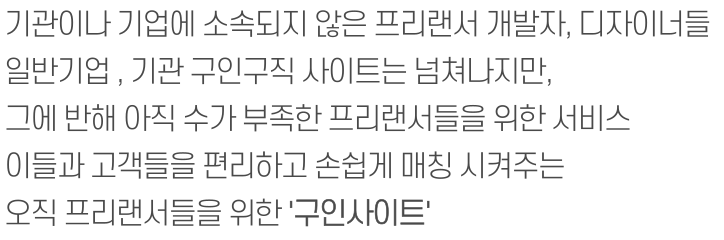 기관이나 기업에 소속되지 않은 프리랜서 개발자, 디자이너들
일반기업 , 기관 구인구직 사이트는 넘쳐나지만,
그에 반해 아직 수가 부족한 프리랜서들을 위한 서비스
이들과 고객들을 편리하고 손쉽게 매칭 시켜주는
오직 프리랜서들을 위한 '구인사이트'